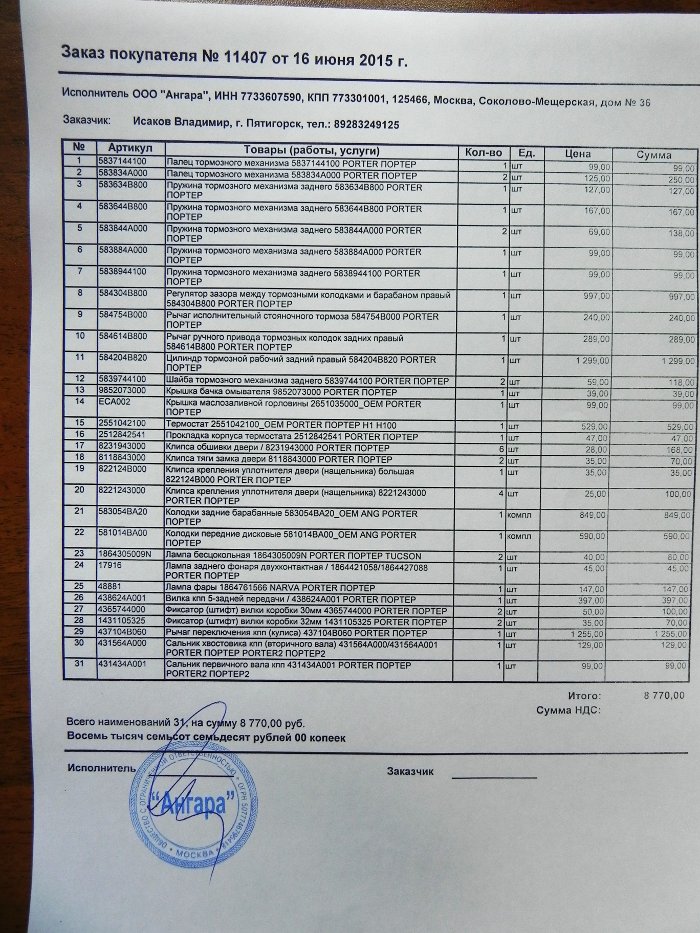 Заказ покупателя № 11407 от 16 июня 2015 г.
Исполнитель ООО "Ангара", ИНН 7733607590, КПП 773301001, 125466, Москва, Соколово-Мещерская, дом № 36
Заказчик: Исаков Владимир, г. Пятигорск, тел.: 89283249125
№ Артикул Товары (работы, услуги) Кол-во Ед. Цена Сумма
1 5837144100 Палец тормозного механизма 5837144100 PORTER ПОРТЕР 1 шт 99,00 99,00
2 583834A000 Палец тормозного механизма 583834A000 PORTER ПОРТЕР 2 шт 125,00 250,00
3 583634B800 Пружина тормозного механизма заднего 583634B800 PORTER 1 шт 127,00 127,00
ПОРТЕР
4 583644B800 Пружина тормозного механизма заднего 583644B800 PORTER 1 шт 167,00 167,00
ПОРТЕР
5 583844A000 Пружина тормозного механизма заднего 583844A000 PORTER 2 шт 69,00 138,00
ПОРТЕР
6 583884A000 Пружина тормозного механизма заднего 583884A000 PORTER 1 шт 99,00 99,00
ПОРТЕР
7 5838944100 Пружина тормозного механизма заднего 5838944100 PORTER 1 шт 99,00 99,00
ПОРТЕР
8 584304B800 Регулятор зазора между тормозными колодками и барабаном правый 1 шт 997,00 997,00
584304B800 PORTER ПОРТЕР
9 584754B000 Рычаг исполнительный стояночного тормоза 584754B000 PORTER 1 шт 240,00 240,00
ПОРТЕР
10 584614B800 Рычаг ручного привода тормозных колодок задних правый 1 шт 289,00 289,00
584614B800 PORTER ПОРТЕР
11 584204B820 Цилиндр тормозной рабочий задний правый 584204B820 PORTER 1 шт 1 299,00 1 299,00
ПОРТЕР
12 5839744100 Шайба тормозного механизма заднего 5839744100 PORTER ПОРТЕР 2 шт 59,00 118,00
13 9852073000 Крышка бачка омывателя 9852073000 PORTER ПОРТЕР 1 шт 39,00 39,00
14 ECA002 Крышка маслозаливной горловины 2651035000_OEM PORTER 1 шт 99,00 99,00
ПОРТЕР
15 2551042100 Термостат 2551042100_OEM PORTER ПОРТЕР H1 H100 1 шт 529,00 529,00
16 2512842541 Прокладка корпуса термостата 2512842541 PORTER ПОРТЕР 1 шт 47,00 47,00
17 8231943000 Клипса обшивки двери / 8231943000 PORTER ПОРТЕР 6 шт 28,00 168,00
18 8118843000 Клипса тяги замка двери 8118843000 PORTER ПОРТЕР 2 шт 35,00 70,00
19 822124B000 Клипса крепления уплотнителя двери (нащельника) большая 1 шт 35,00 35,00
822124B000 PORTER ПОРТЕР
20 8221243000 Клипса крепления уплотнителя двери (нащельника) 8221243000 4 шт 25,00 100,00
PORTER ПОРТЕР
21 583054BA20 Колодки задние барабанные 583054BA20_OEM ANG PORTER 1 компл 849,00 849,00
ПОРТЕР
22 581014BA00 Колодки передние дисковые 581014BA00_OEM ANG PORTER 1 компл 590,00 590,00
ПОРТЕР
23 1864305009N Лампа бесцокольная 1864305009N PORTER ПОРТЕР TUCSON 2 шт 40,00 80,00
24 17916 Лампа заднего фонаря двухконтактная / 1864421058/1864427088 1 шт 45,00 45,00
PORTER ПОРТЕР
25 48881 Лампа фары 1864761566 NARVA PORTER ПОРТЕР 1 шт 147,00 147,00
26 438624A001 Вилка кпп 5-задней передачи / 438624A001 PORTER ПОРТЕР 1 шт 397,00 397,00
27 4365744000 Фиксатор (штифт) вилки коробки 30мм 4365744000 PORTER ПОРТЕР 2 шт 50,00 100,00
28 1431105325 Фиксатор (штифт) вилки коробки 32мм 1431105325 PORTER ПОРТЕР 2 шт 35,00 70,00
29 437104B060 Рычаг переключения кпп (кулиса) 437104B060 PORTER ПОРТЕР 1 шт 1 255,00 1 255,00
30 431564A000 Сальник хвостовика кпп (вторичного вала) 431564A000/431564A001 1 шт 129,00 129,00
PORTER ПОРТЕР PORTER2 ПОРТЕР2
31 431434A001 Сальник первичного вала кпп 431434A001 PORTER ПОРТЕР 1 шт 99,00 99,00
PORTER2 ПОРТЕР2
Итого: 8 770,00
Сумма НДС:
Всего наименований 31, на сумму 8 770,00 руб.
Восемь тысяч семьсот семьдесят рублей 00 копеек
Исполнитель Заказчик
ОБЩЕСТВО С ОГРАНИЧЕННОЙ ОТВЕТСТВЕННОСТЬЮ
"Ангара"
МОСКВА